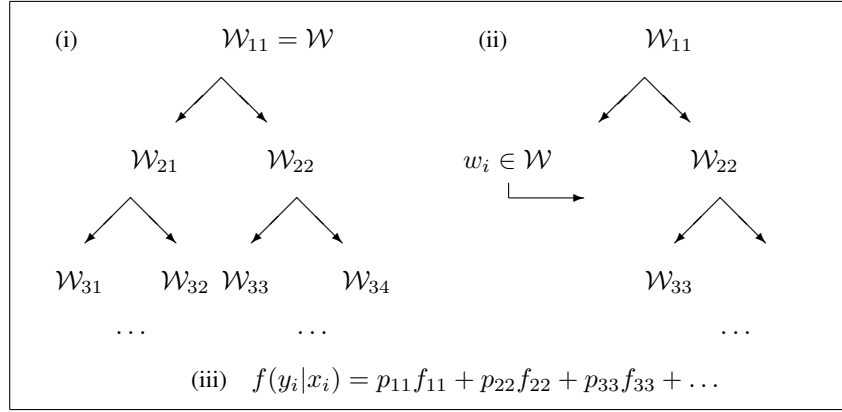 (i) 𝒲₁₁ = 𝒲 (ii) 𝒲₁₁
𝒲₂₁ 𝒲₂₂ wᵢ ∈ 𝒲 𝒲₂₂
𝒲₃₁ 𝒲₃₂ 𝒲₃₃ 𝒲₃₄ 𝒲₃₃
... ... ...
(iii) f(yᵢ|xᵢ) = p₁₁f₁₁ + p₂₂f₂₂ + p₃₃f₃₃ + ...